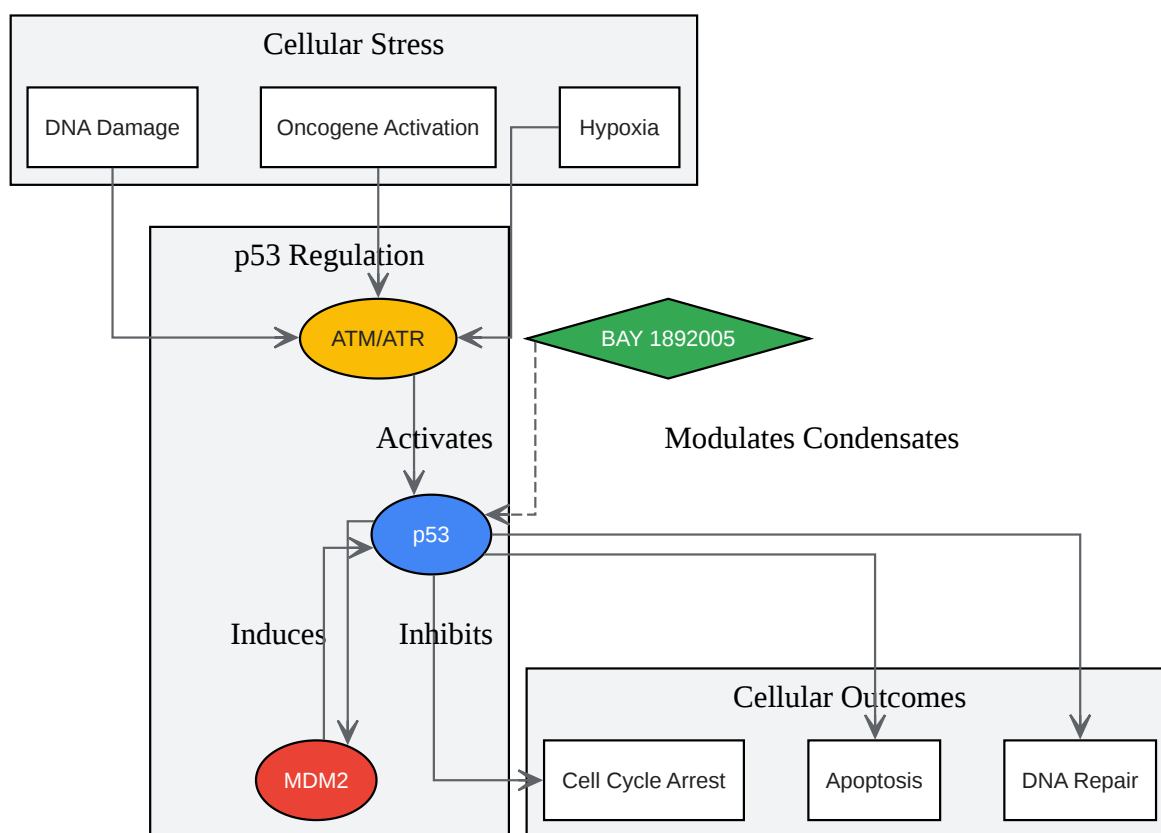 Cellular Stress
DNA Damage
Oncogene Activation
Hypoxia
p53 Regulation
ATM/ATR
BAY 1892005
Activates
Modulates Condensates
p53
Induces
Inhibits
Cellular Outcomes
MDM2
Cell Cycle Arrest
Apoptosis
DNA Repair